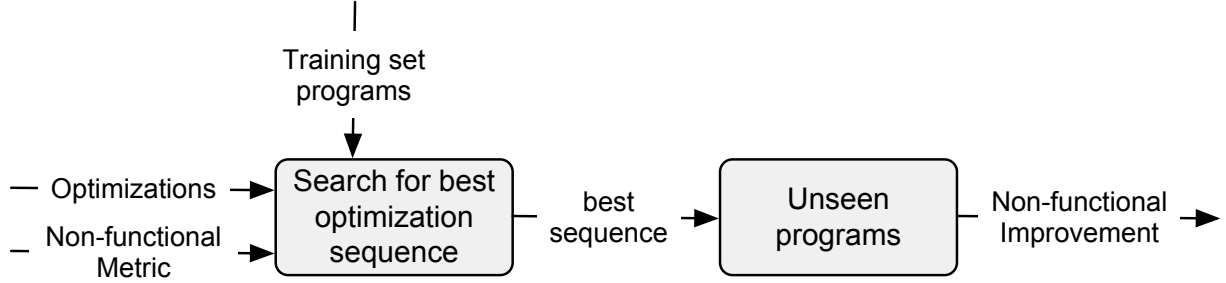 Training set
programs
Optimizations
Non-functional
Metric
Search for best
optimization
sequence
best
sequence
Unseen
programs
Non-functional
Improvement